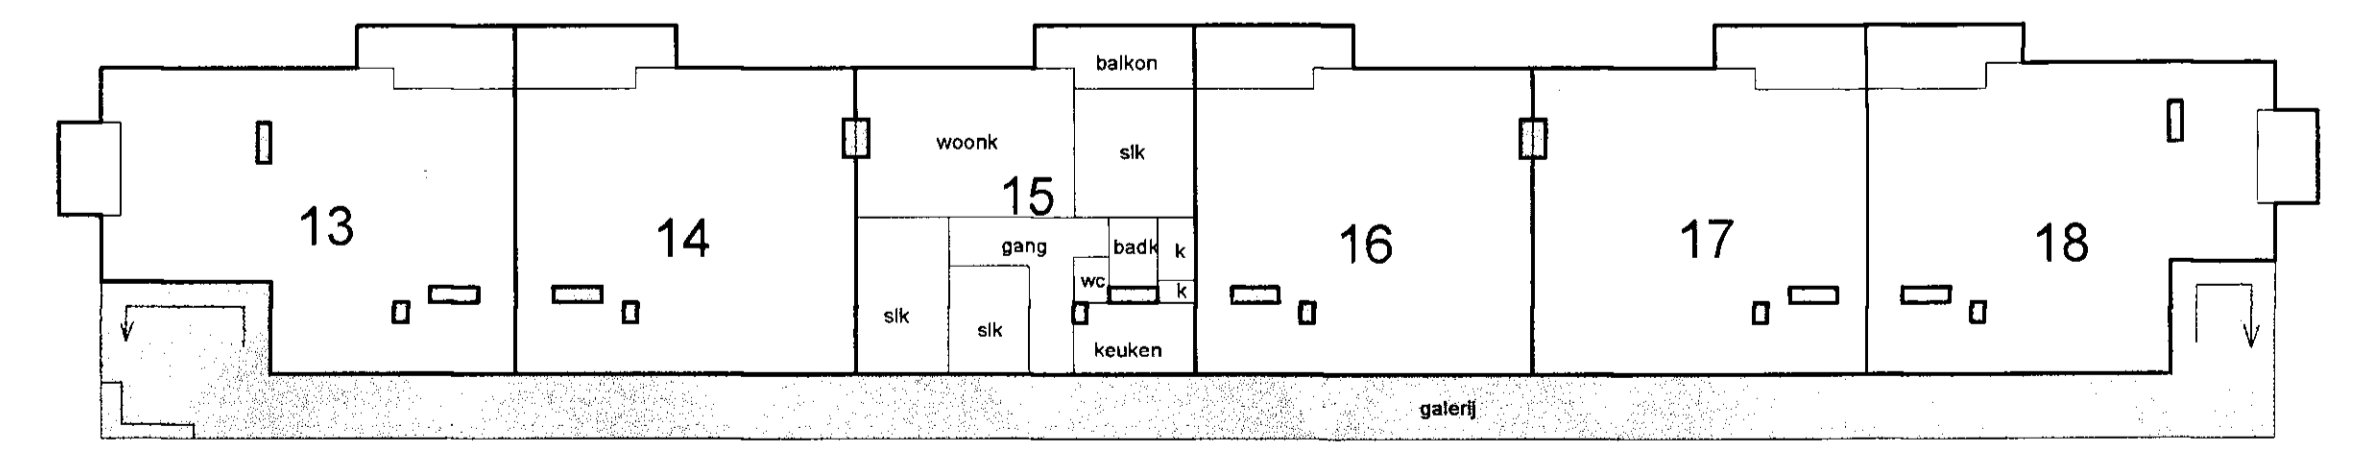 balkon
woonk
slk
15
13
14
16
17
18
gang
badk
k
wc
k
slk
slk
keuken
galerij